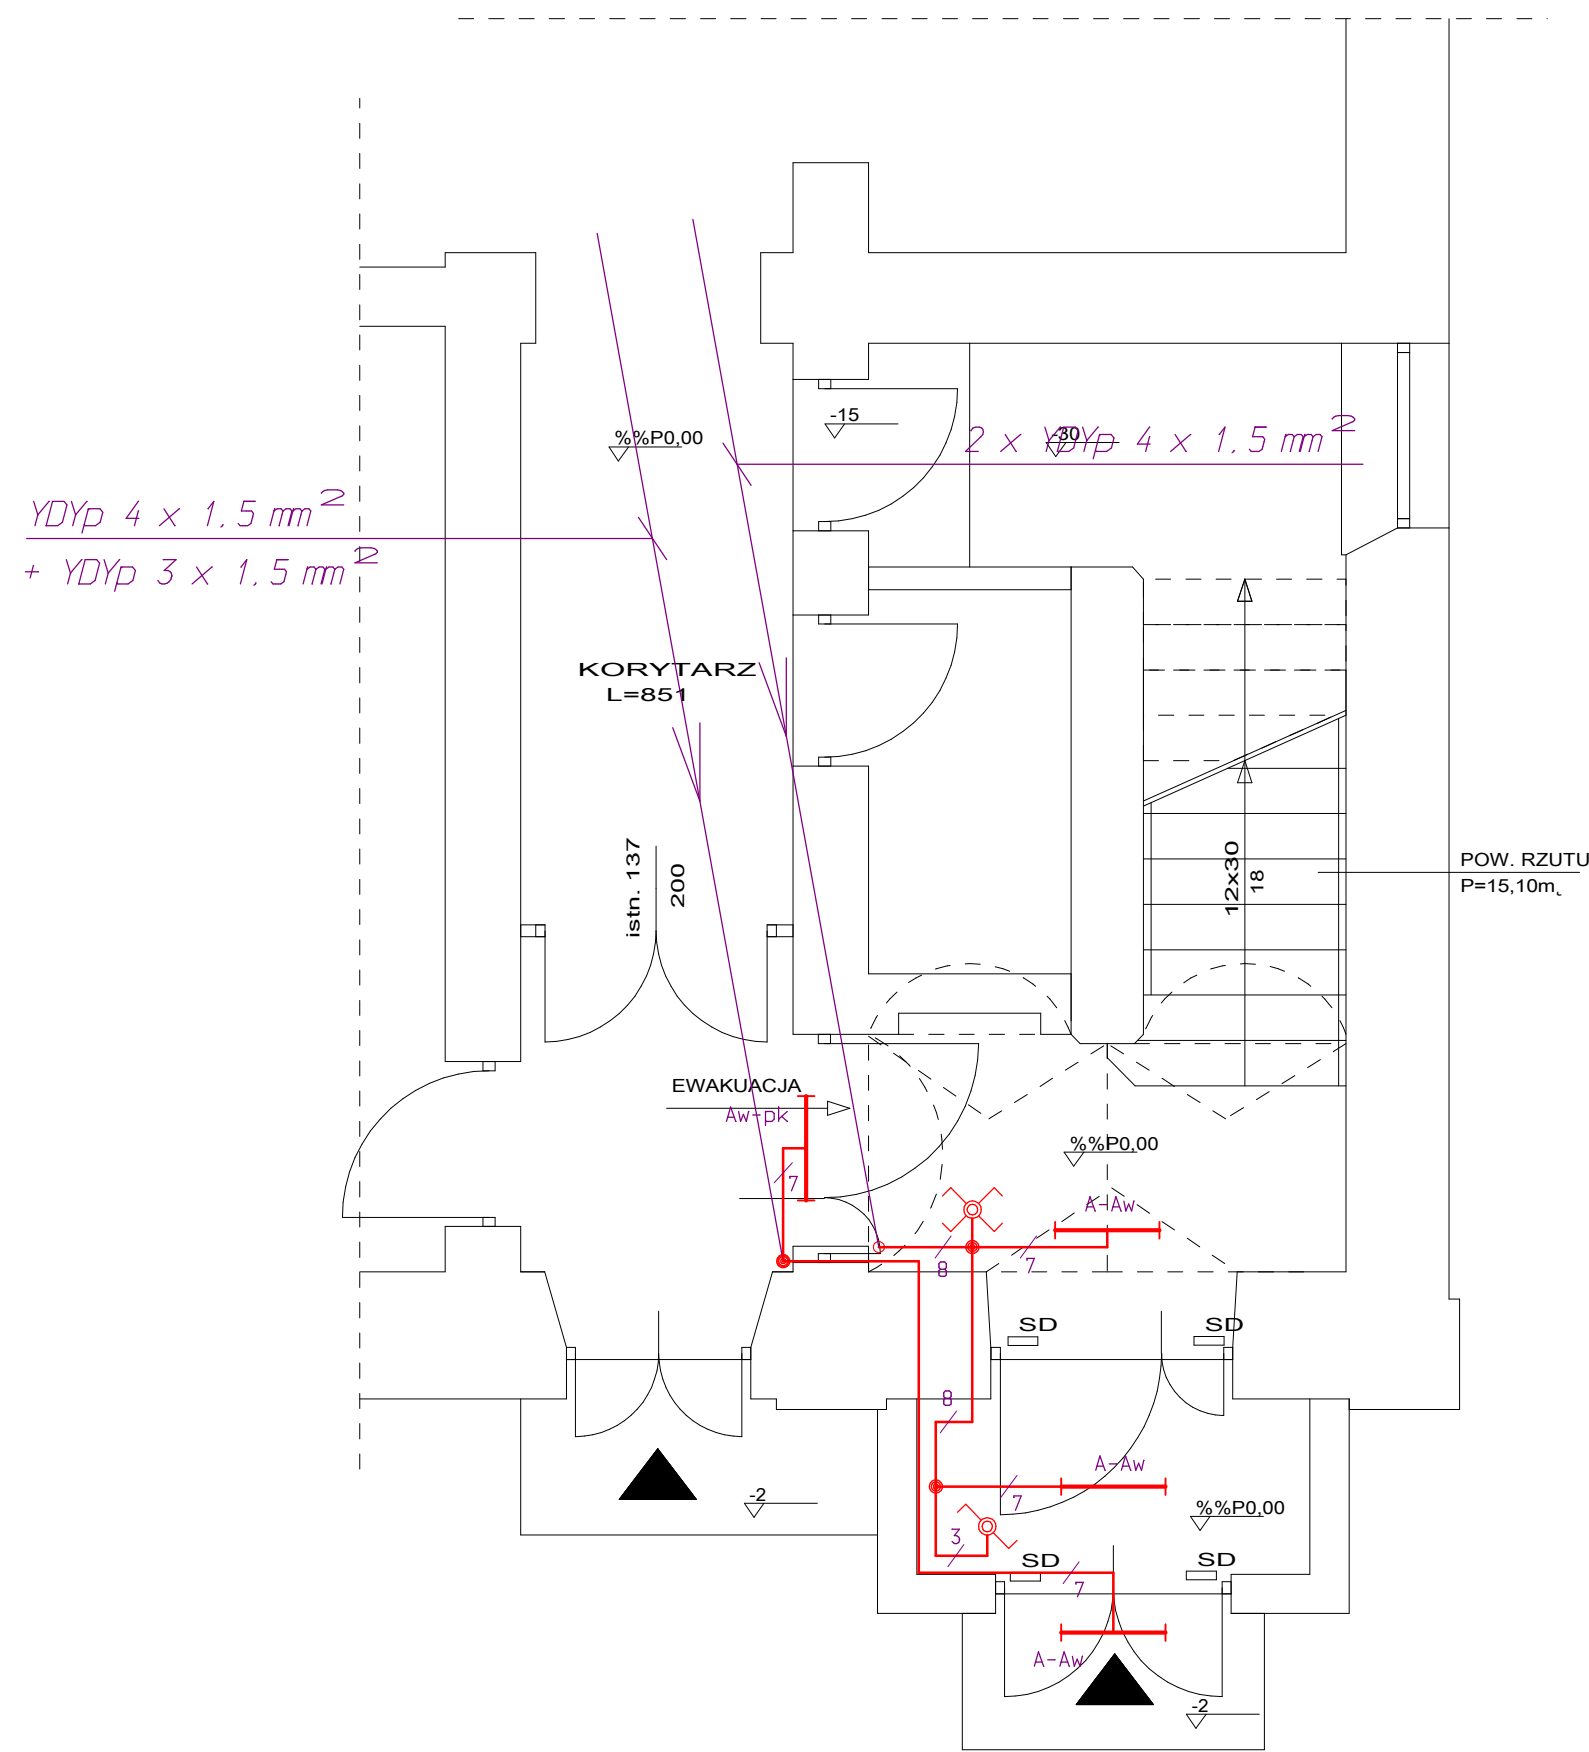 -15
%%P0,00
-30
2 x YDYp 4 x 1,5 mm²
YDYp 4 x 1,5 mm²
+ YDYp 3 x 1,5 mm²
KORYTARZ
L=851
istn. 137
200
12x30
18
POW. RZUTU
P=15,10m
EWAKUACJA
Aw-pk
7
%%P0,00
A-Aw
8
7
SD
SD
8
A-Aw
7
-2
%%P0,00
3
SD
SD
7
A-Aw
-2